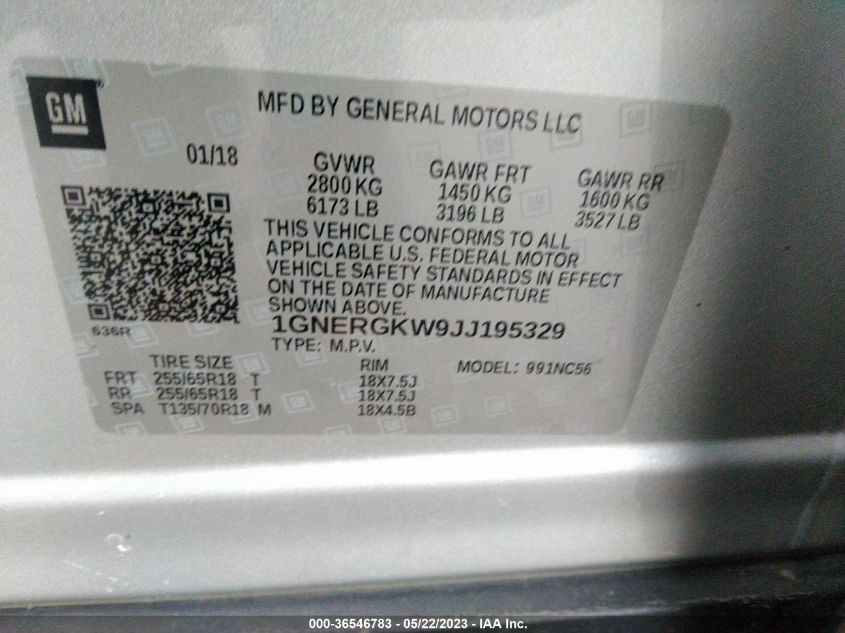 GM
MFD BY GENERAL MOTORS LLC
01/18
GVWR
2800 KG
6173 LB
GAWR FRT
1450 KG
3196 LB
GAWR RR
1600 KG
3527 LB
THIS VEHICLE CONFORMS TO ALL
APPLICABLE U.S. FEDERAL MOTOR
VEHICLE SAFETY STANDARDS IN EFFECT
ON THE DATE OF MANUFACTURE
SHOWN ABOVE.
636R
1GNERGKW9JJ195329
TYPE: M.P.V.
MODEL: 991NC56
TIRE SIZE RIM
FRT 255/65R18 T 18X7.5J
RR 255/65R18 T 18X7.5J
SPA T135/70R18 M 18X4.5B
000-36546783 - 05/22/2023 - IAA Inc.